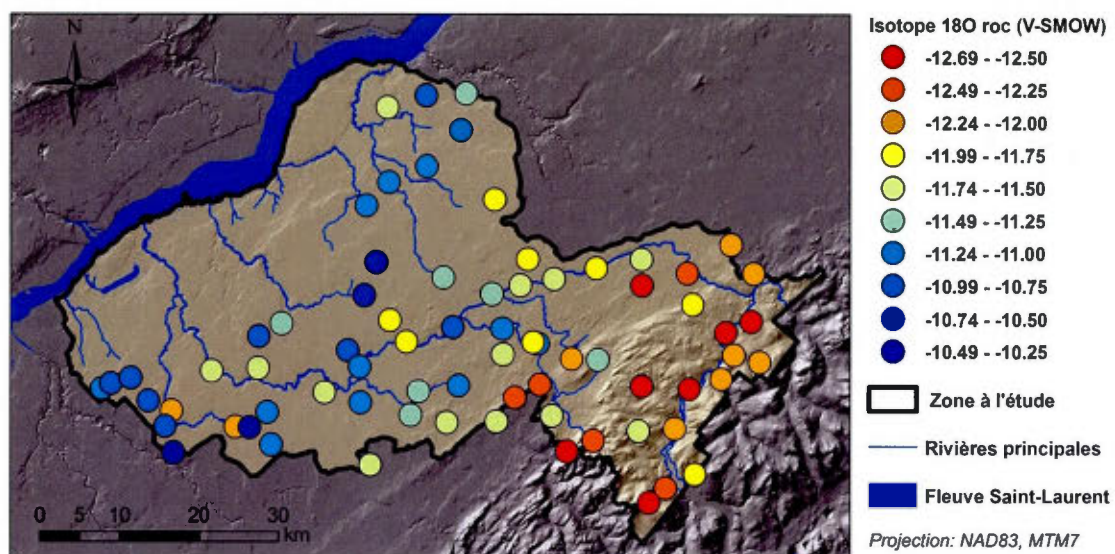 N
0 5 10 20 30
km
Isotope 18O roc (V-SMOW)
-12.69 - -12.50
-12.49 - -12.25
-12.24 - -12.00
-11.99 - -11.75
-11.74 - -11.50
-11.49 - -11.25
-11.24 - -11.00
-10.99 - -10.75
-10.74 - -10.50
-10.49 - -10.25
Zone à l'étude
Rivières principales
Fleuve Saint-Laurent
Projection: NAD83, MTM7